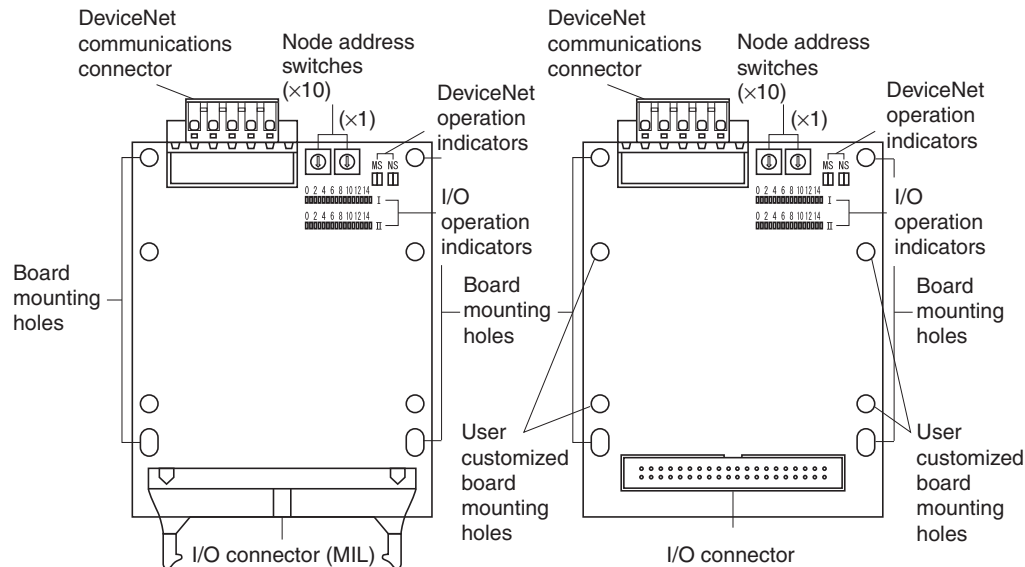 DeviceNet
communications
connector
Node address
switches
(×10)
(×1)
DeviceNet
operation
indicators
MS NS
0 2 4 6 8 10 12 14
I
0 2 4 6 8 10 12 14
II
I/O
operation
indicators
Board
mounting
holes
Board
mounting
holes
User
customized
board
mounting
holes
I/O connector (MIL)
DeviceNet
communications
connector
Node address
switches
(×10)
(×1)
DeviceNet
operation
indicators
MS NS
0 2 4 6 8 10 12 14
I
0 2 4 6 8 10 12 14
II
I/O
operation
indicators
Board
mounting
holes
User
customized
board
mounting
holes
I/O connector